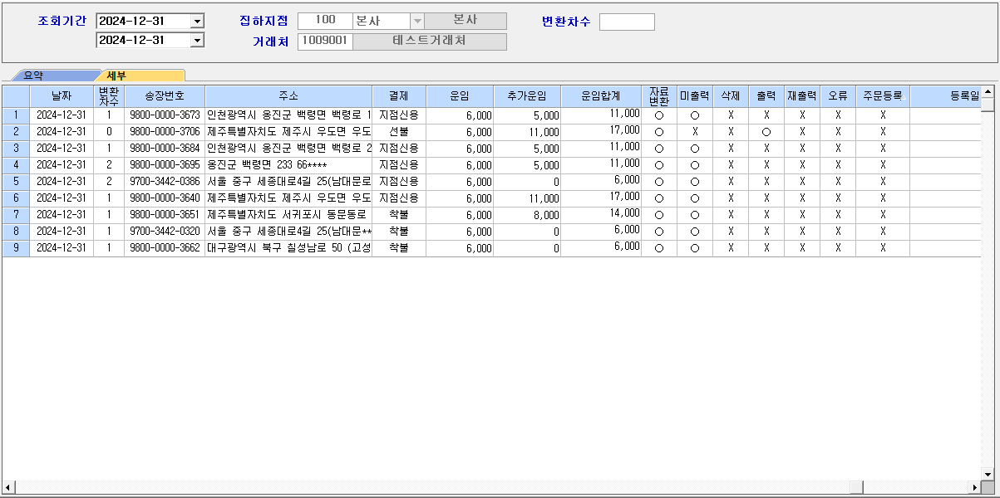 조회기간 2024-12-31 집하지점 100 본사 본사 변환차수
2024-12-31 거래처 1009001 테스트거래처
요약 세부
날짜 변환차수 송장번호 주소 결제 운임 추가운임 운임합계 자료변환 미출력 삭제 출력 재출력 오류 주문등록 등록일
1 2024-12-31 1 9800-0000-3673 인천광역시 옹진군 백령면 백령로 1 지점신용 6,000 5,000 11,000 ○ ○ X X X X X
2 2024-12-31 0 9800-0000-3706 제주특별자치도 제주시 우도면 우도 선불 6,000 11,000 17,000 ○ X X ○ X X X
3 2024-12-31 1 9800-0000-3684 인천광역시 옹진군 백령면 백령로 2 지점신용 6,000 5,000 11,000 ○ ○ X X X X X
4 2024-12-31 2 9800-0000-3695 옹진군 백령면 233 66**** 지점신용 6,000 5,000 11,000 ○ ○ X X X X X
5 2024-12-31 2 9700-3442-0386 서울 중구 세종대로4길 25(남대문로 지점신용 6,000 0 6,000 ○ ○ X X X X X
6 2024-12-31 1 9800-0000-3640 제주특별자치도 제주시 우도면 우도 지점신용 6,000 11,000 17,000 ○ ○ X X X X X
7 2024-12-31 1 9800-0000-3651 제주특별자치도 서귀포시 동문동로 착불 6,000 8,000 14,000 ○ ○ X X X X X
8 2024-12-31 1 9700-3442-0320 서울 중구 세종대로4길 25(남대문** 착불 6,000 0 6,000 ○ ○ X X X X X
9 2024-12-31 1 9800-0000-3662 대구광역시 북구 칠성남로 50 (고성 착불 6,000 0 6,000 ○ ○ X X X X X